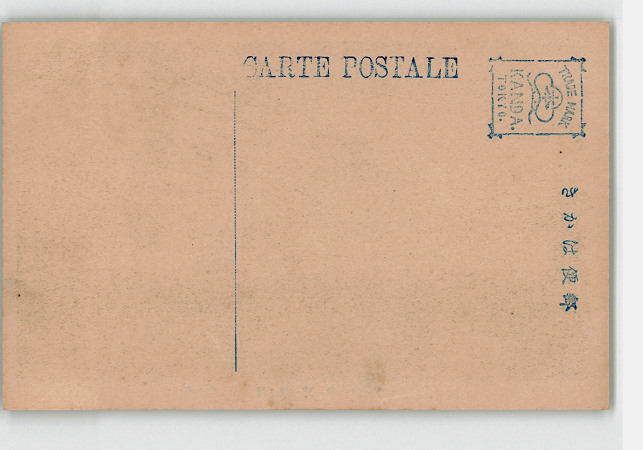 CARTE POSTALE
TRADE MARK
KANDA.
TOKYO.
郵便はかき